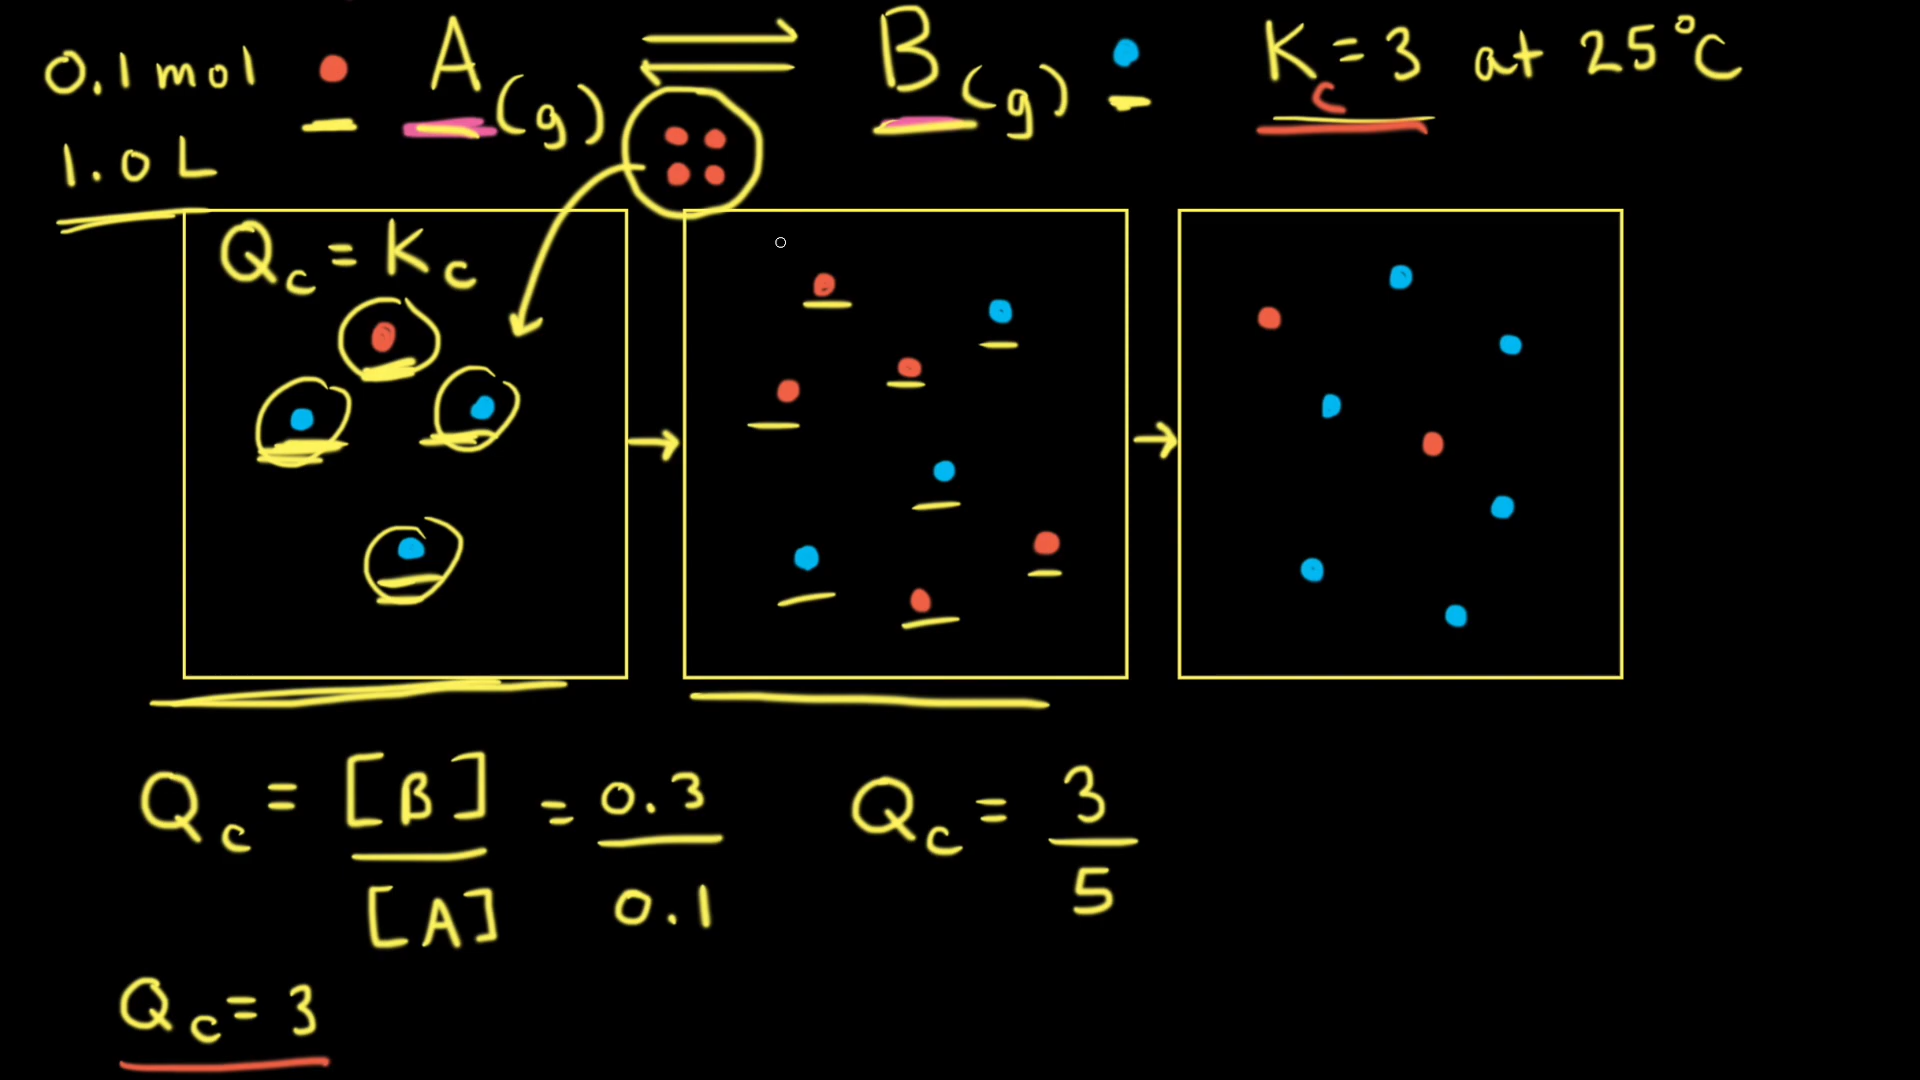 0.1 mol A(g) ⇌ B(g) Kc = 3 at 25°C
1.0 L
Qc = Kc
Qc = [B] / [A] = 0.3 / 0.1
Qc = 3 / 5
Qc = 3